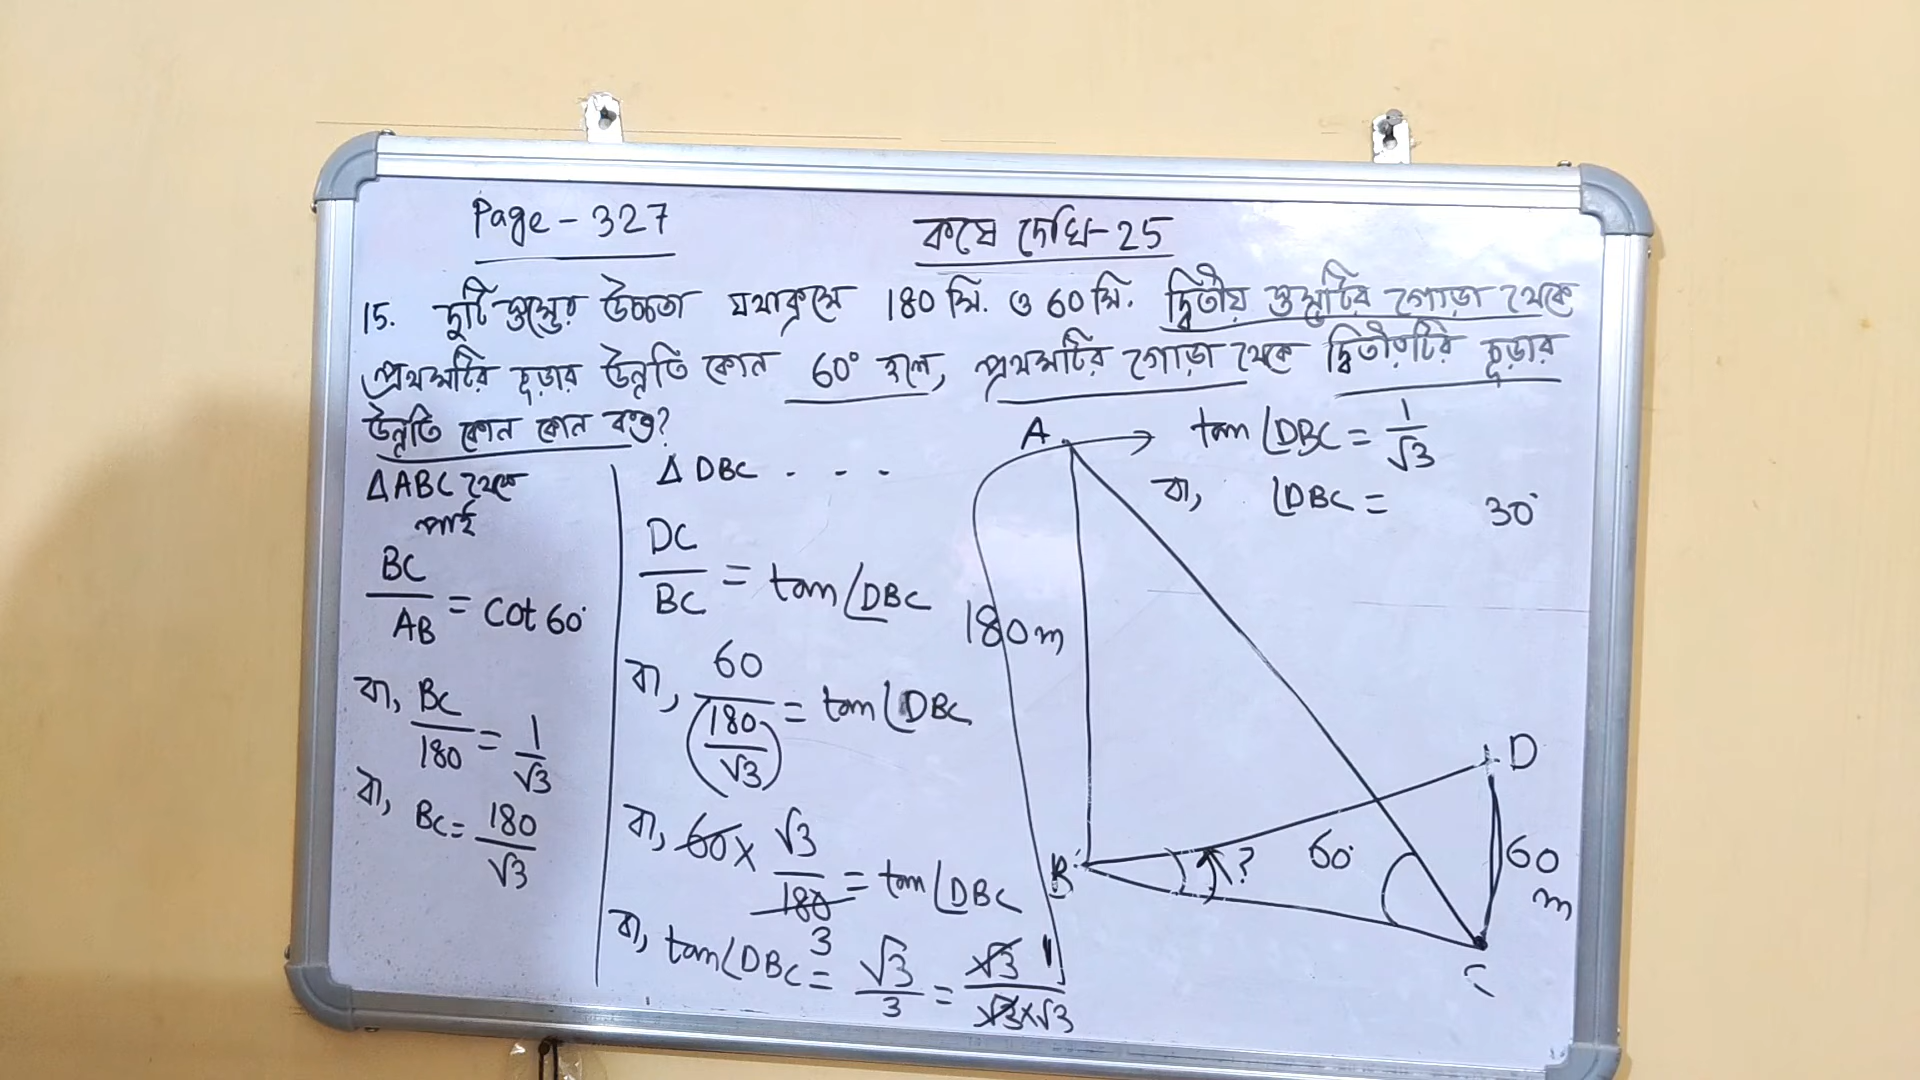 Page - 327
কষে দেখি-25
15. দুটি স্তম্ভের উচ্চতা যথাক্রমে 180 মি. ও 60 মি. দ্বিতীয় স্তম্ভটির গোড়া থেকে
প্রথমটির চূড়ার উন্নতি কোন 60° হলে, প্রথমটির গোড়া থেকে দ্বিতীয়টির চূড়ার
উন্নতি কোন কোন কত?
ΔABC থেকে
পাই
BC/AB = cot 60°
বা, BC/180 = 1/√3
বা, BC = 180/√3
Δ DBC - - -
DC/BC = tan∠DBC
বা, 60/(180/√3) = tan∠DBC
বা, 60 × √3/180 = tan∠DBC
3
বা, tan∠DBC = √3/3 = √3/√3×√3
1
tan∠DBC = 1/√3
বা, ∠DBC = 30°
A
180m
B
? 60°
D
60
m
C